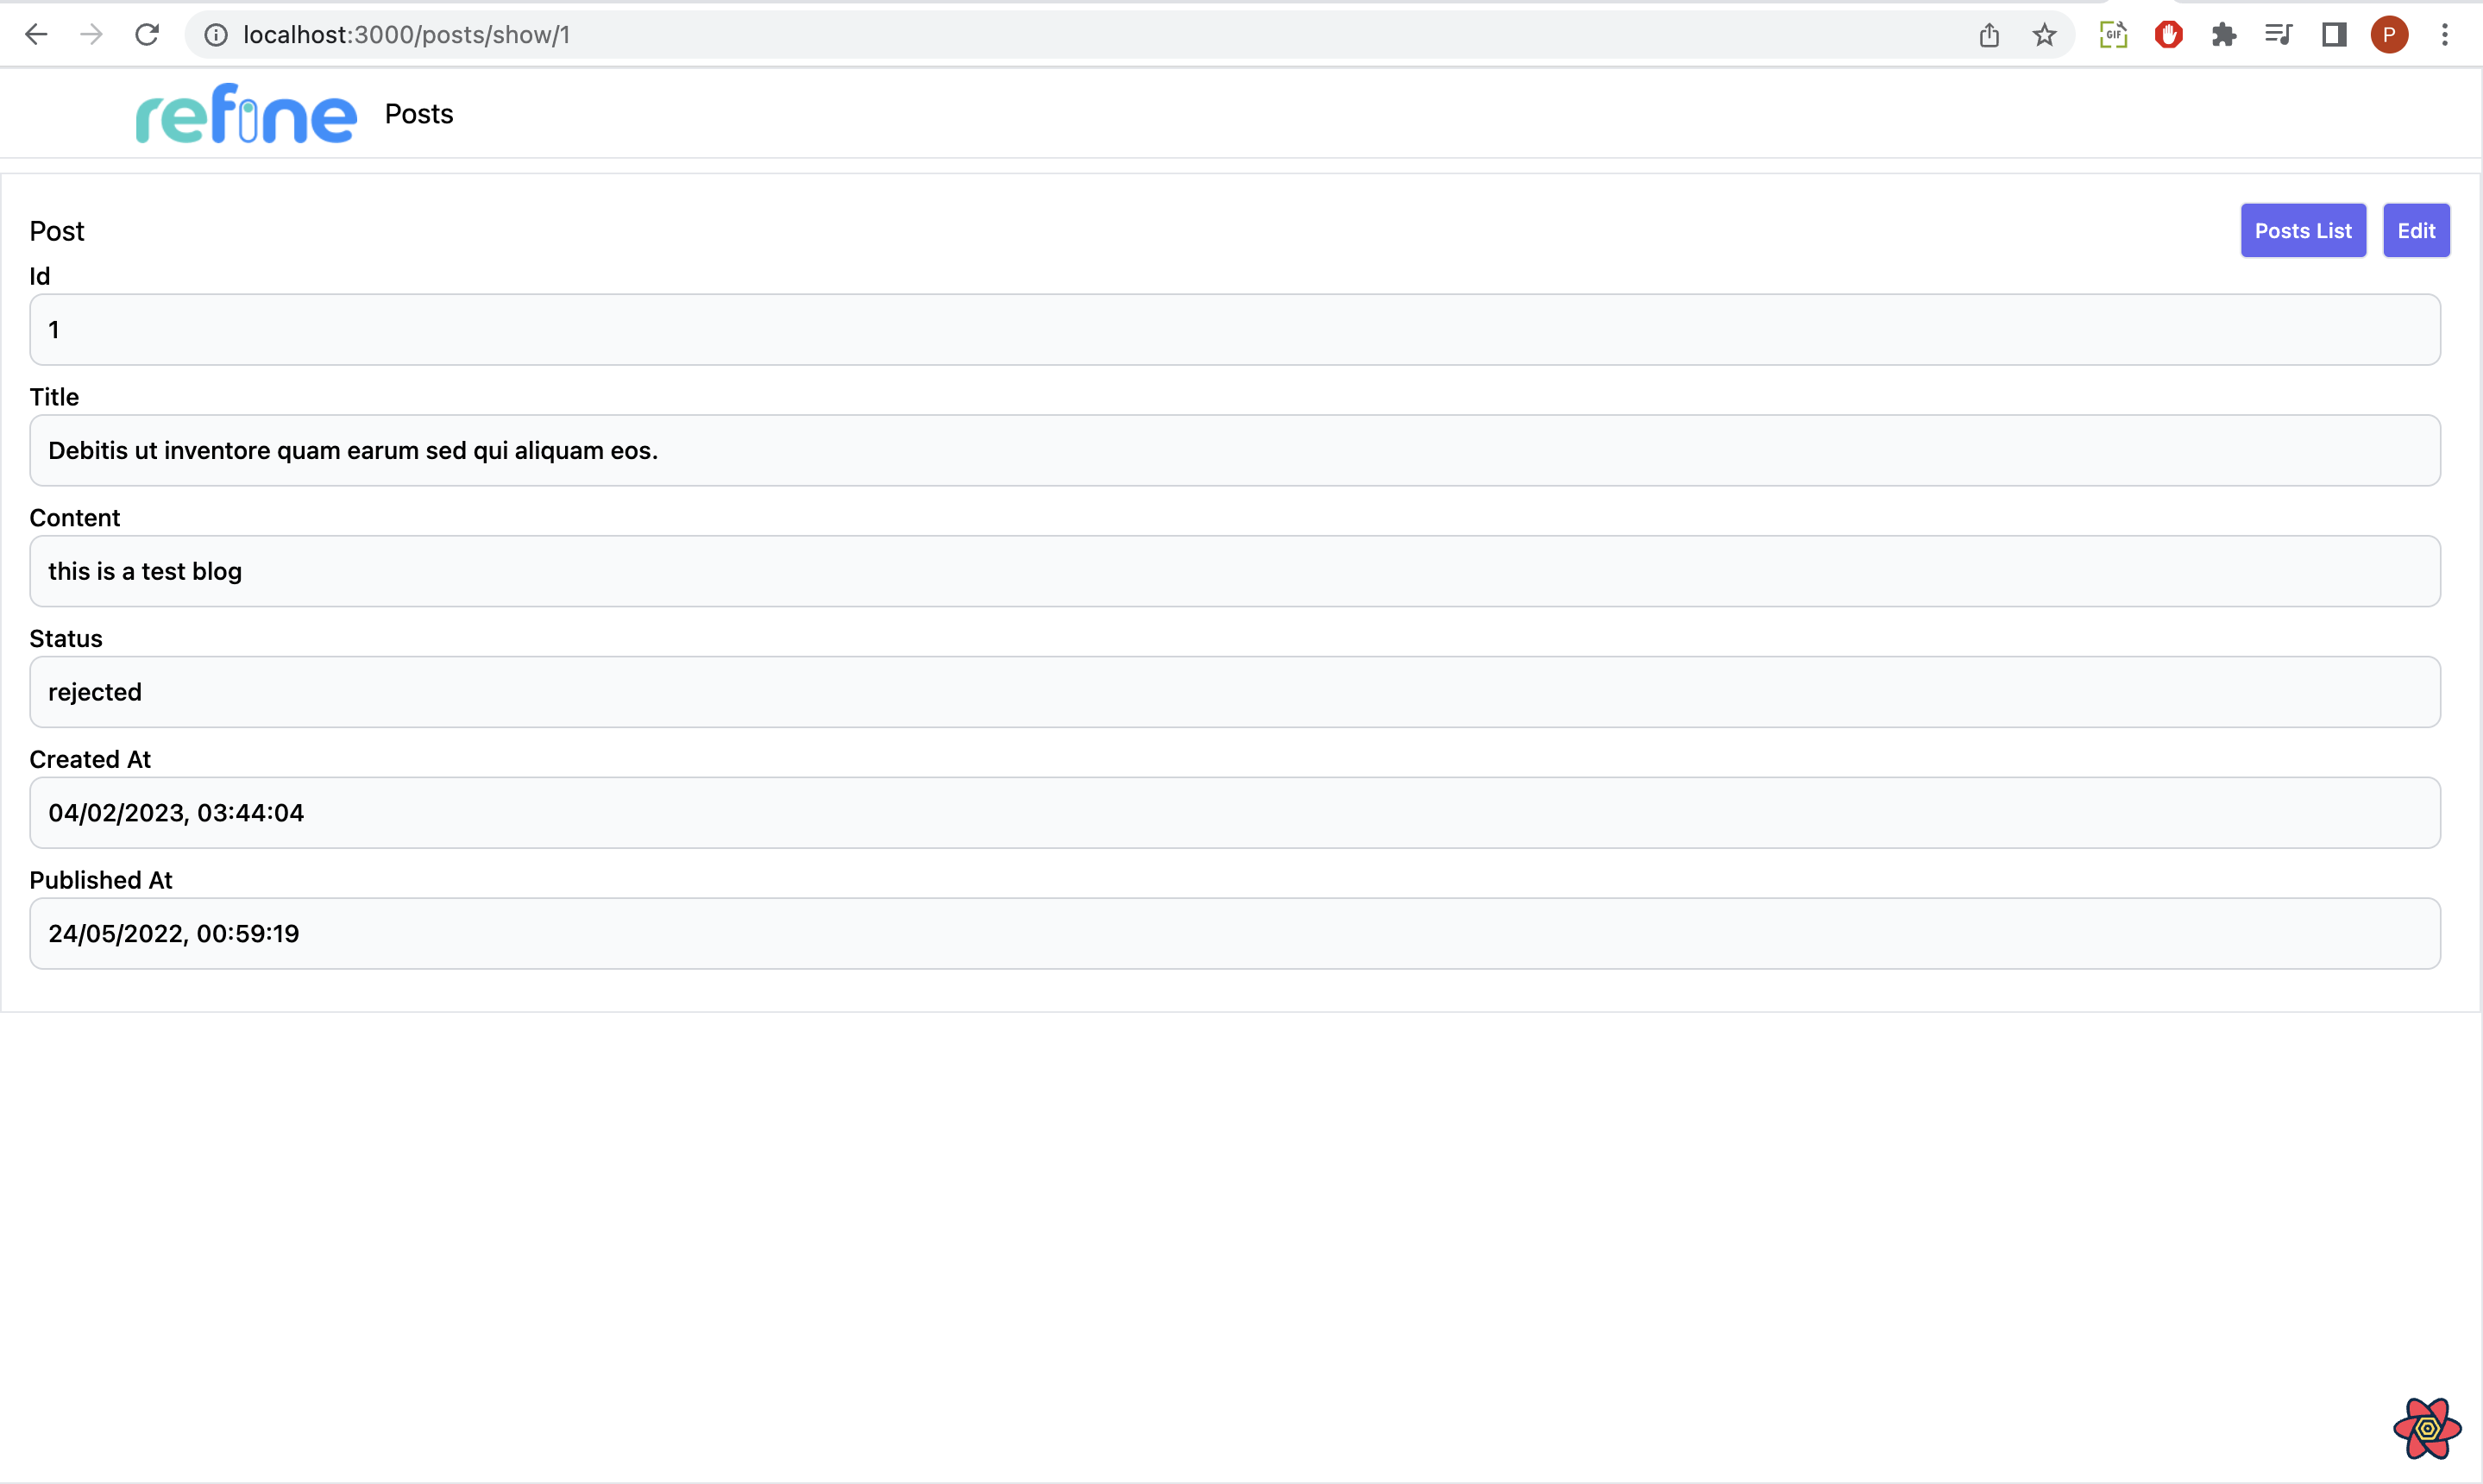 localhost:3000/posts/show/1
GIF
P
refine Posts
Post
Posts List
Edit
Id
1
Title
Debitis ut inventore quam earum sed qui aliquam eos.
Content
this is a test blog
Status
rejected
Created At
04/02/2023, 03:44:04
Published At
24/05/2022, 00:59:19